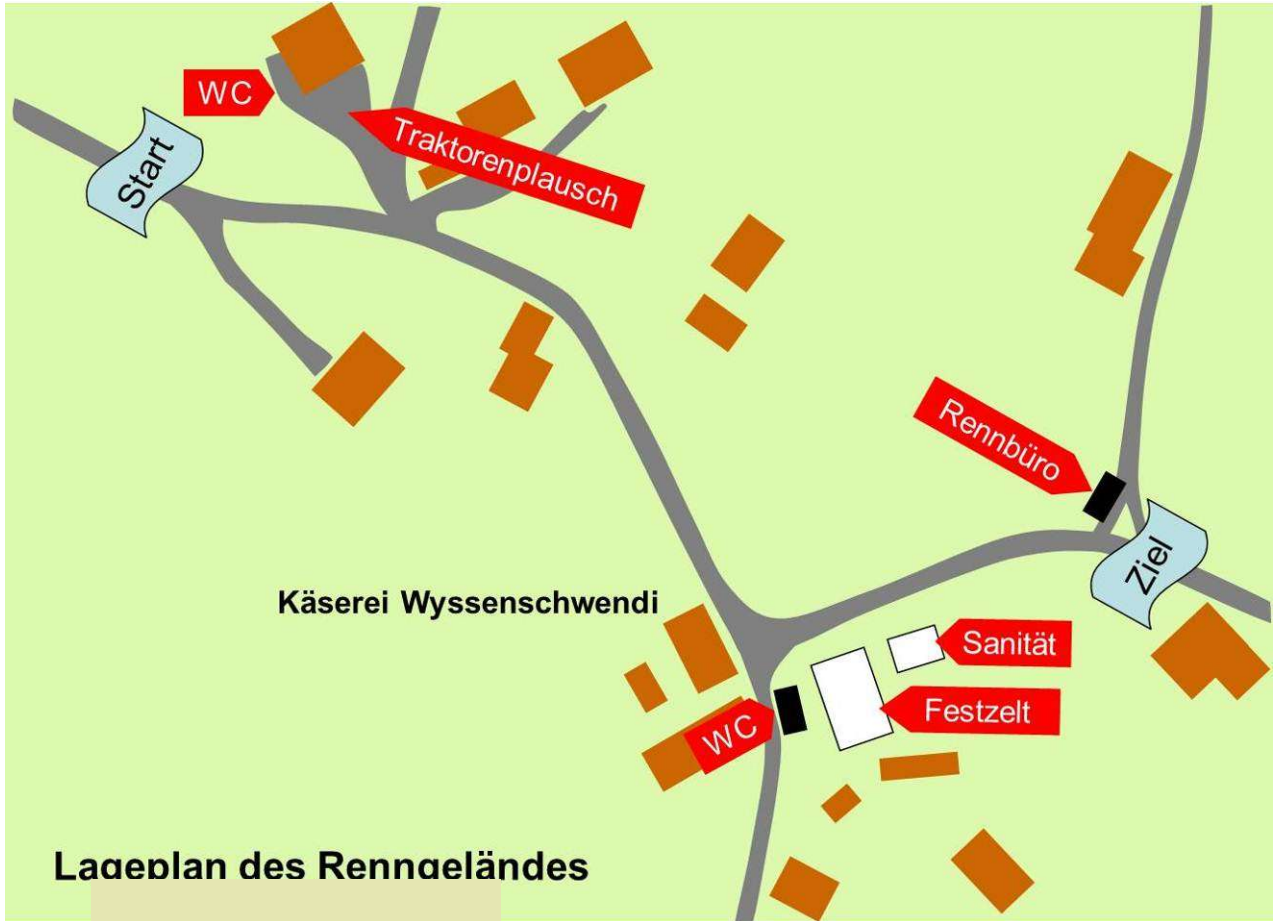 WC
Traktorenplausch
Start
Rennbüro
Ziel
Käserei Wyssenschwendi
Sanität
Festzelt
WC
Lageplan des Renngeländes